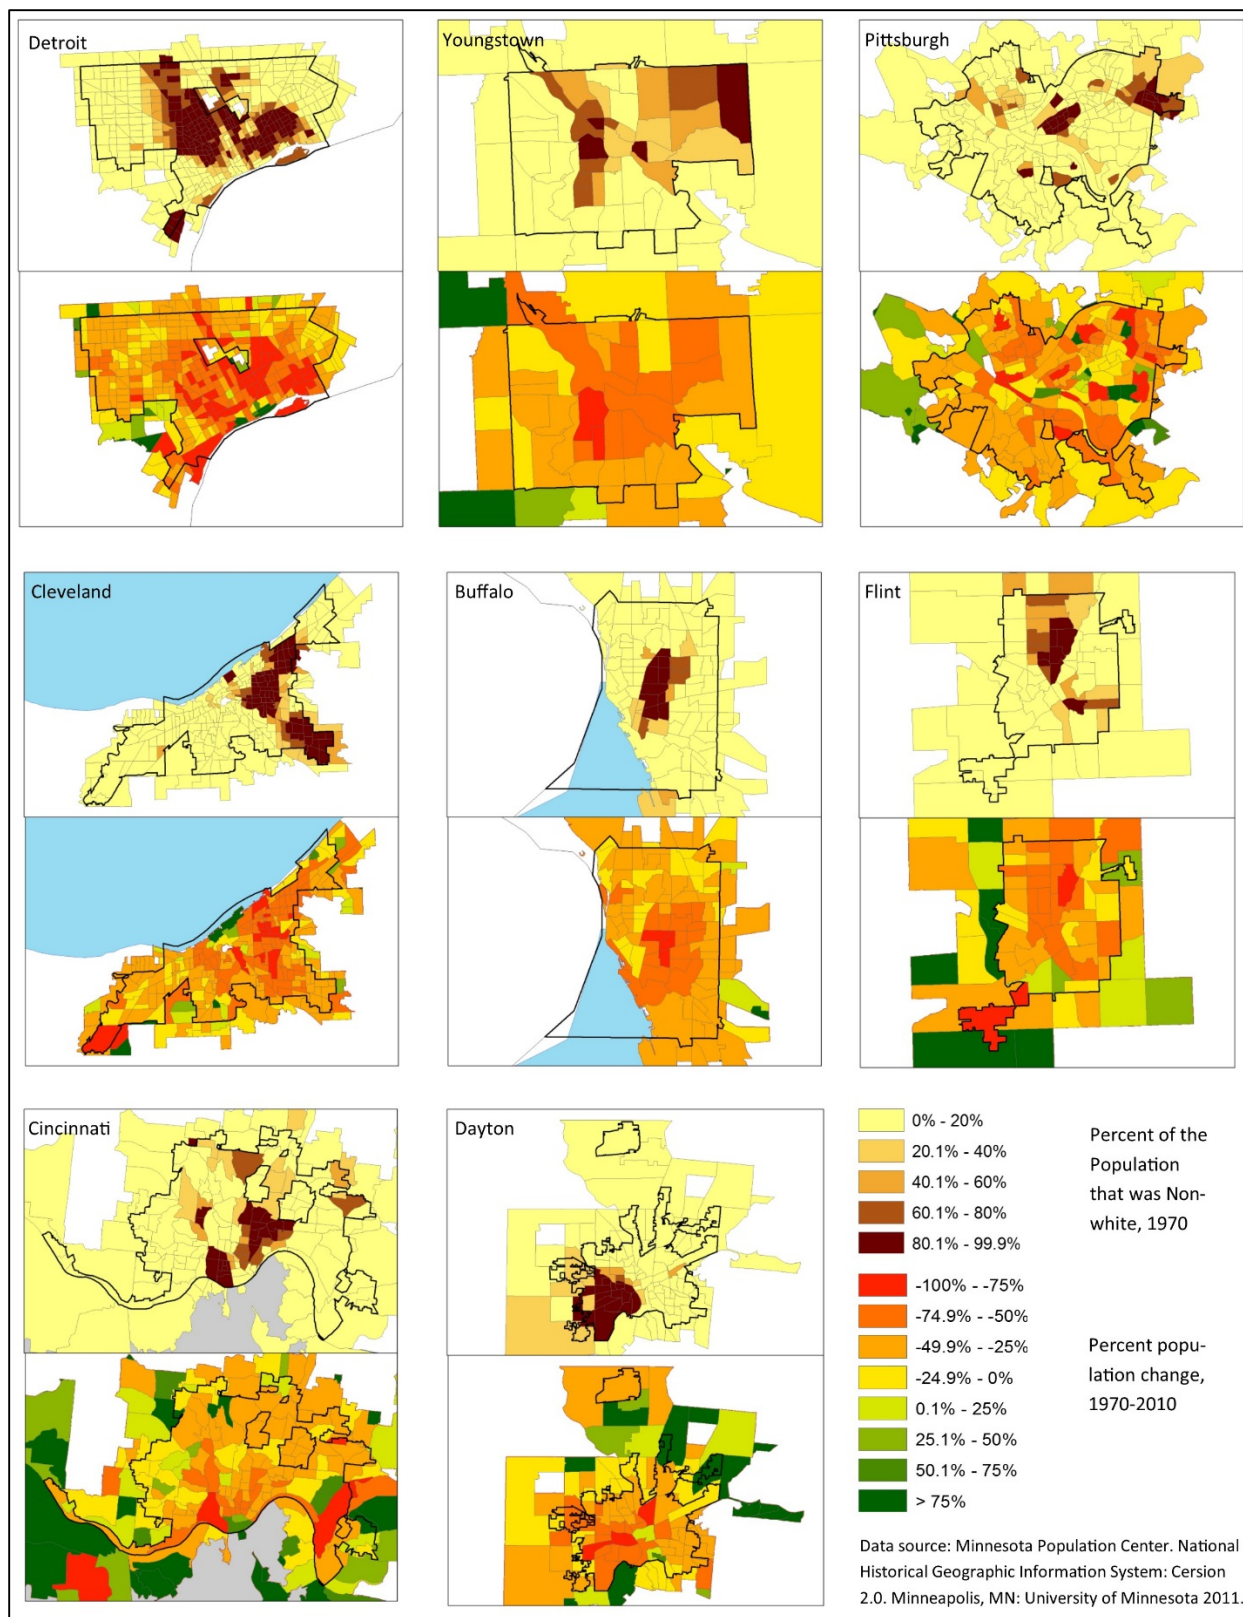 Detroit
Youngstown
Pittsburgh
Cleveland
Buffalo
Flint
Cincinnati
Dayton
0% - 20%
20.1% - 40%
40.1% - 60%
60.1% - 80%
80.1% - 99.9%
Percent of the
Population
that was Non-
white, 1970
-100% - -75%
-74.9% - -50%
-49.9% - -25%
-24.9% - 0%
0.1% - 25%
25.1% - 50%
50.1% - 75%
> 75%
Percent popu-
lation change,
1970-2010
Data source: Minnesota Population Center. National
Historical Geographic Information System: Cersion
2.0. Minneapolis, MN: University of Minnesota 2011.